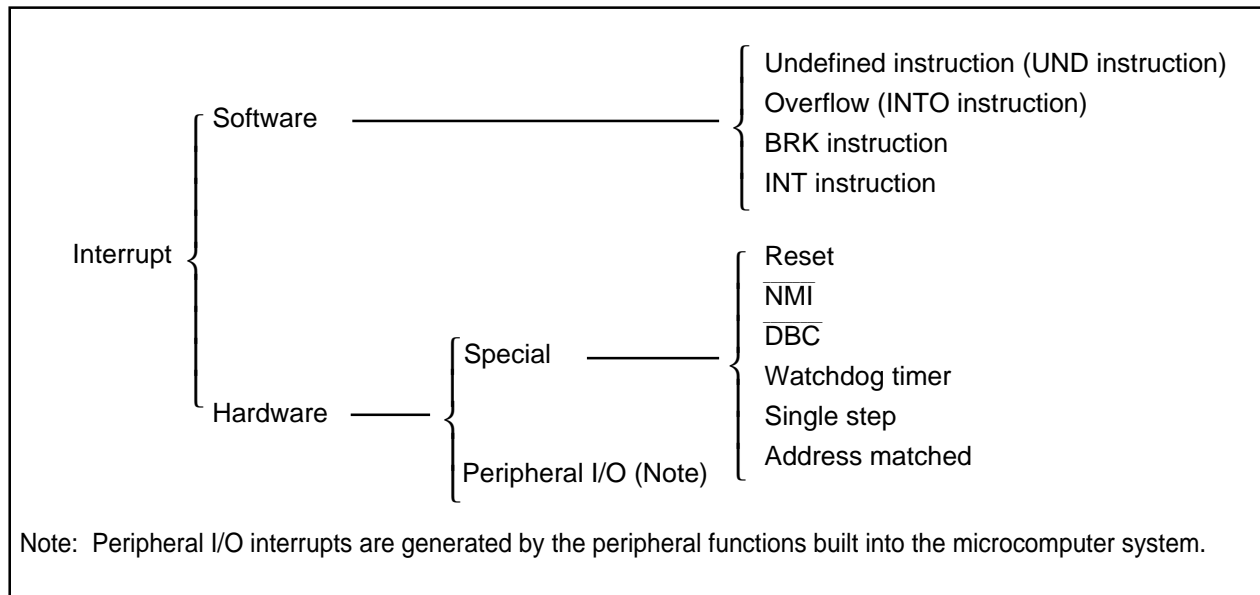 Undefined instruction (UND instruction)
Overflow (INTO instruction)
BRK instruction
INT instruction
Software
Interrupt
Hardware
Special
Peripheral I/O (Note)
Reset
N̅M̅I̅
D̅B̅C̅
Watchdog timer
Single step
Address matched
Note: Peripheral I/O interrupts are generated by the peripheral functions built into the microcomputer system.